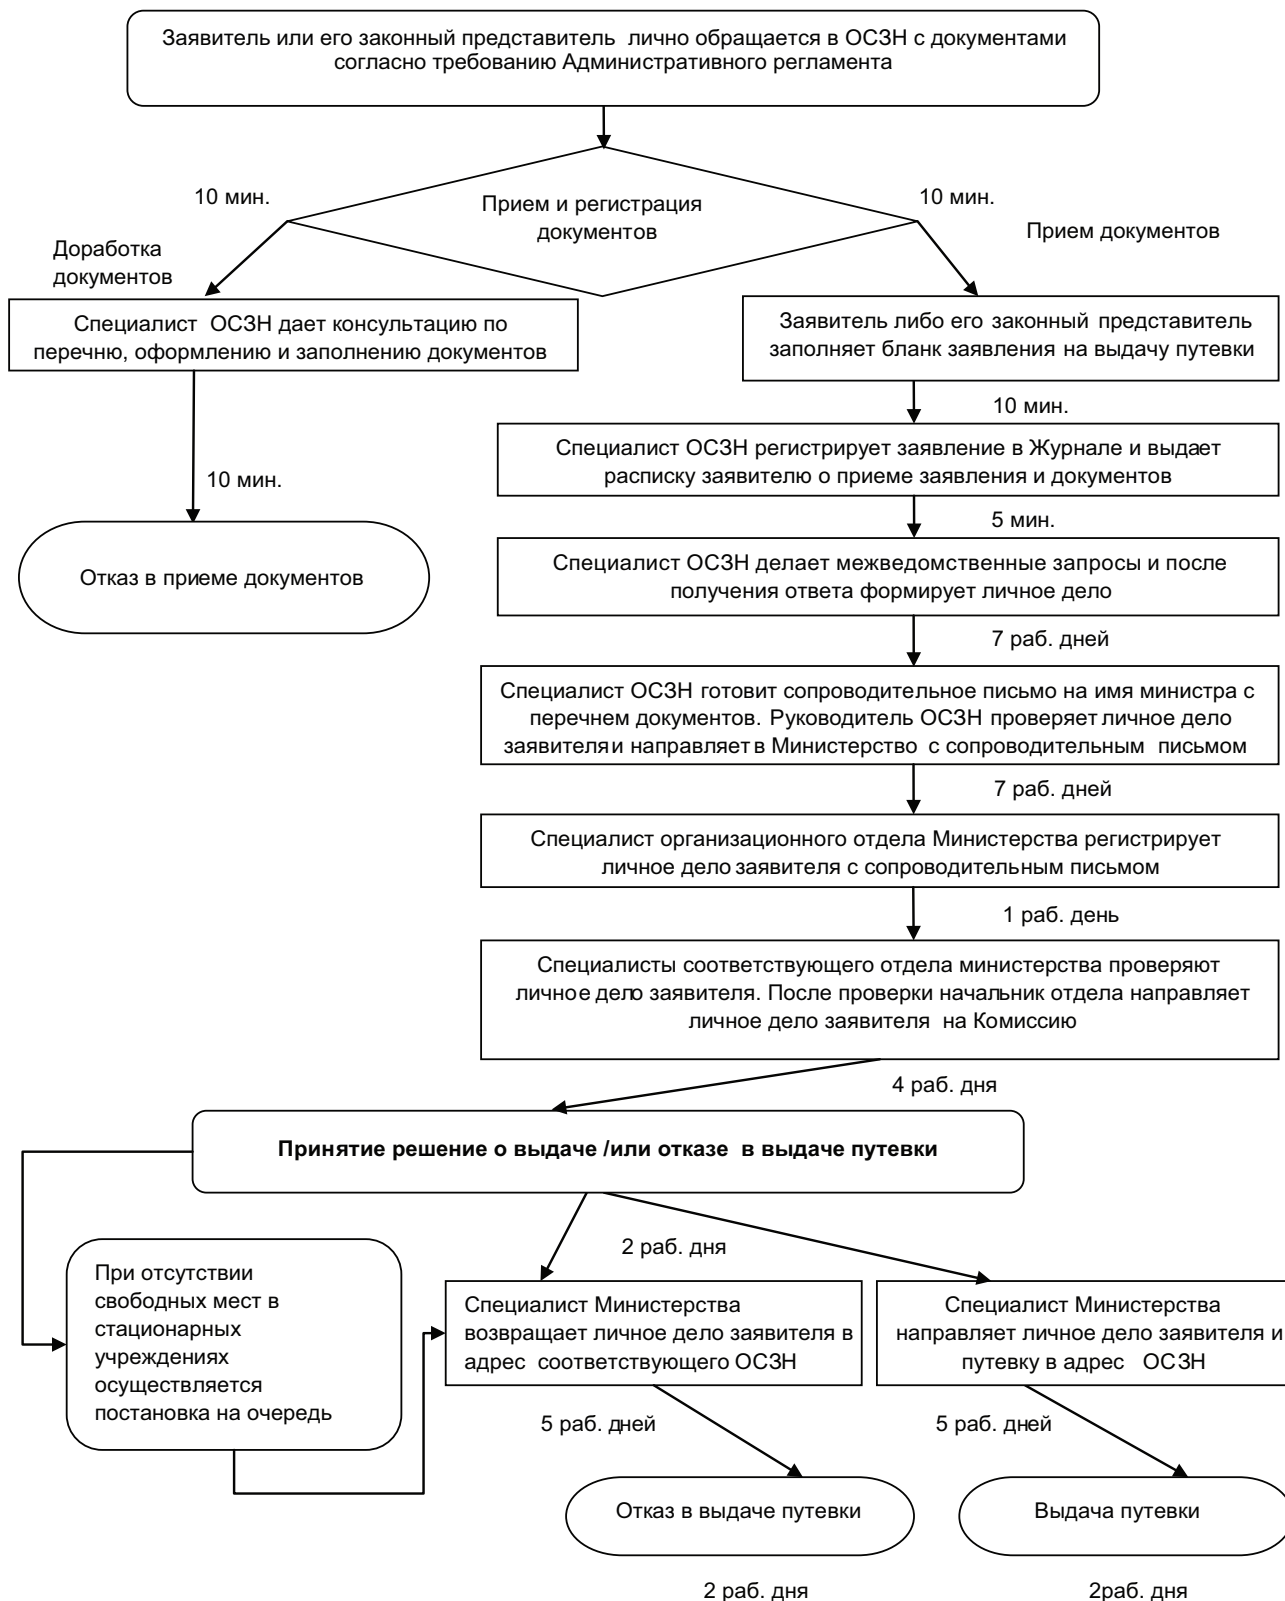 Заявитель или его законный представитель лично обращается в ОСЗН с документами
согласно требованию Административного регламента
10 мин.
10 мин.
Прием и регистрация
документов
Прием документов
Доработка
документов
Специалист ОСЗН дает консультацию по
перечню, оформлению и заполнению документов
Заявитель либо его законный представитель
заполняет бланк заявления на выдачу путевки
10 мин.
Специалист ОСЗН регистрирует заявление в Журнале и выдает
расписку заявителю о приеме заявления и документов
10 мин.
5 мин.
Отказ в приеме документов
Специалист ОСЗН делает межведомственные запросы и после
получения ответа формирует личное дело
7 раб. дней
Специалист ОСЗН готовит сопроводительное письмо на имя министра с
перечнем документов. Руководитель ОСЗН проверяет личное дело
заявителя и направляет в Министерство с сопроводительным письмом
7 раб. дней
Специалист организационного отдела Министерства регистрирует
личное дело заявителя с сопроводительным письмом
1 раб. день
Специалисты соответствующего отдела министерства проверяют
личное дело заявителя. После проверки начальник отдела направляет
личное дело заявителя на Комиссию
4 раб. дня
Принятие решение о выдаче /или отказе в выдаче путевки
2 раб. дня
При отсутствии
свободных мест в
стационарных
учреждениях
осуществляется
постановка на очередь
Специалист Министерства
возвращает личное дело заявителя в
адрес соответствующего ОСЗН
Специалист Министерства
направляет личное дело заявителя и
путевку в адрес ОСЗН
5 раб. дней
5 раб. дней
Отказ в выдаче путевки
Выдача путевки
2 раб. дня
2раб. дня